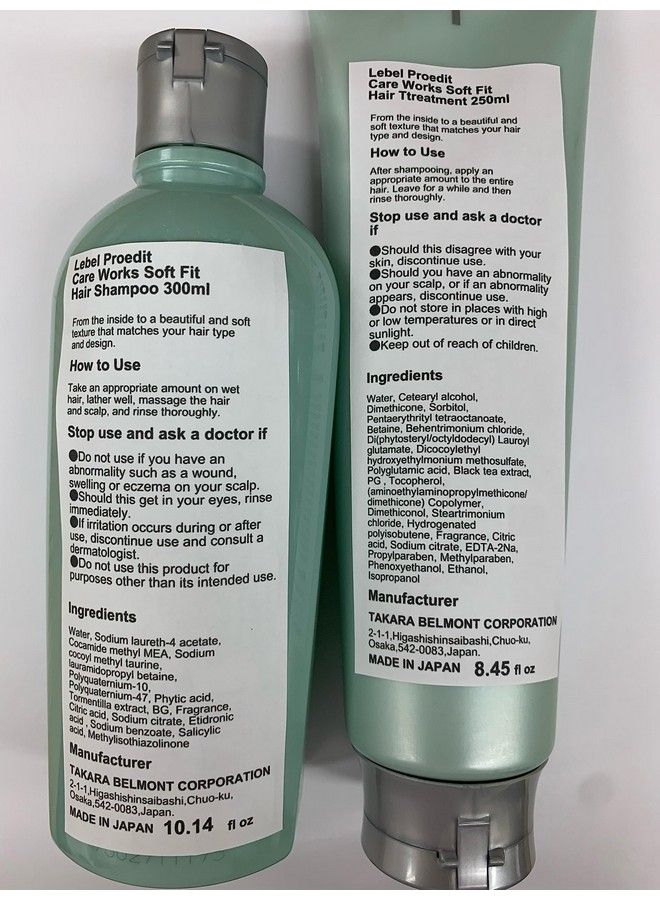 Lebel Proedit
Care Works Soft Fit
Hair Shampoo 300ml
From the inside to a beautiful and soft
texture that matches your hair type
and design.
How to Use
Take an appropriate amount on wet
hair, lather well, massage the hair
and scalp, and rinse thoroughly.
Stop use and ask a doctor if
●Do not use if you have an
abnormality such as a wound,
swelling or eczema on your scalp.
●Should this get in your eyes, rinse
immediately.
●If irritation occurs during or after
use, discontinue use and consult a
dermatologist.
●Do not use this product for
purposes other than its intended use.
Ingredients
Water, Sodium laureth-4 acetate,
Cocamide methyl MEA, Sodium
cocoyl methyl taurine,
lauramidopropyl betaine,
Polyquaternium-10,
Polyquaternium-47, Phytic acid,
Tormentilla extract, BG, Fragrance,
Citric acid, Sodium citrate, Etidronic
acid , Sodium benzoate, Salicylic
acid, Methylisothiazolinone
Manufacturer
TAKARA BELMONT CORPORATION
2-1-1,Higashishinsaibashi,Chuo-ku,
Osaka,542-0083,Japan.
MADE IN JAPAN 10.14 fl oz
Lebel Proedit
Care Works Soft Fit
Hair Ttreatment 250ml
From the inside to a beautiful and
soft texture that matches your hair
type and design.
How to Use
After shampooing, apply an
appropriate amount to the entire
hair. Leave for a while and then
rinse thoroughly.
Stop use and ask a doctor
if
●Should this disagree with your
skin, discontinue use.
●Should you have an abnormality
on your scalp, or if an abnormality
appears, discontinue use.
●Do not store in places with high
or low temperatures or in direct
sunlight.
●Keep out of reach of children.
Ingredients
Water, Cetearyl alcohol,
Dimethicone, Sorbitol,
Pentaerythrityl tetraoctanoate,
Betaine, Behentrimonium chloride,
Di(phytosteryl/octyldodecyl) Lauroyl
glutamate, Dicocoylethyl
hydroxyethylmonium methosulfate,
Polyglutamic acid, Black tea extract,
PG , Tocopherol,
(aminoethylaminopropylmethicone/
dimethicone) Copolymer,
Dimethiconol, Steartrimonium
chloride, Hydrogenated
polyisobutene, Fragrance, Citric
acid, Sodium citrate, EDTA-2Na,
Propylparaben, Methylparaben,
Phenoxyethanol, Ethanol,
Isopropanol
Manufacturer
TAKARA BELMONT CORPORATION
2-1-1,Higashishinsaibashi,Chuo-ku,
Osaka,542-0083,Japan.
MADE IN JAPAN 8.45 fl oz